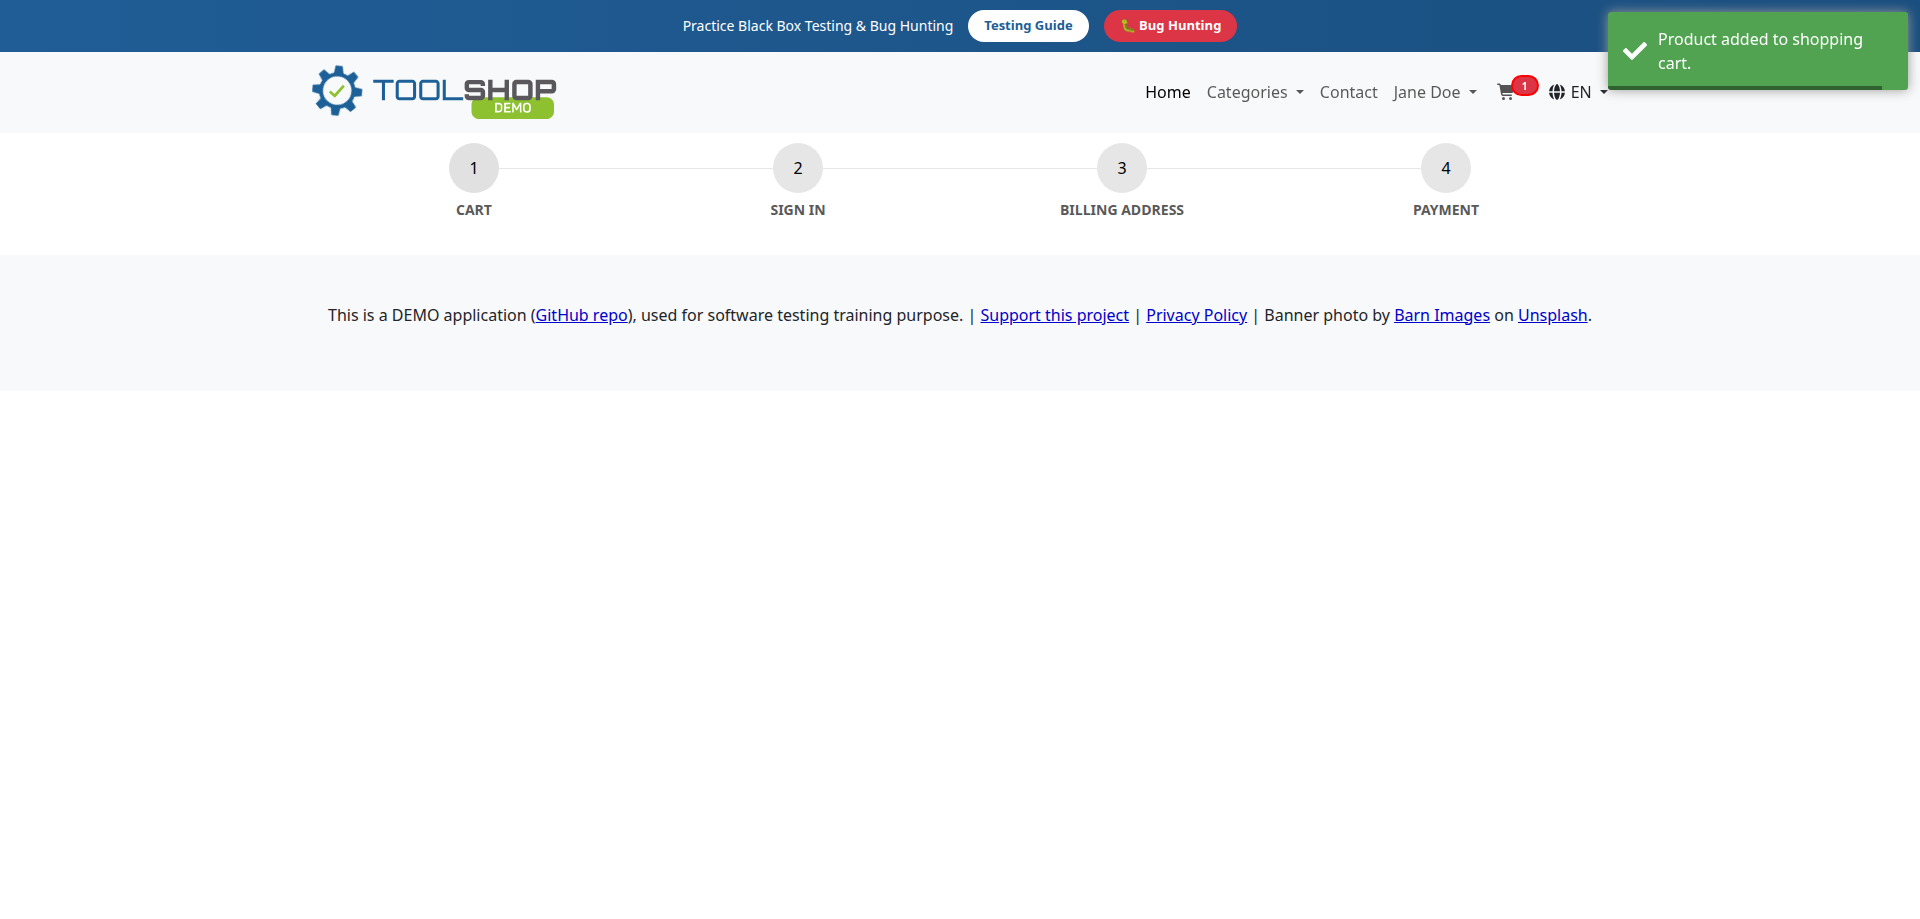 Practice Black Box Testing & Bug Hunting Testing Guide Bug Hunting
Product added to shopping
cart.
TOOLSHOP
DEMO
Home Categories Contact Jane Doe 1 EN
1 2 3 4
CART SIGN IN BILLING ADDRESS PAYMENT
This is a DEMO application (GitHub repo), used for software testing training purpose. | Support this project | Privacy Policy | Banner photo by Barn Images on Unsplash.